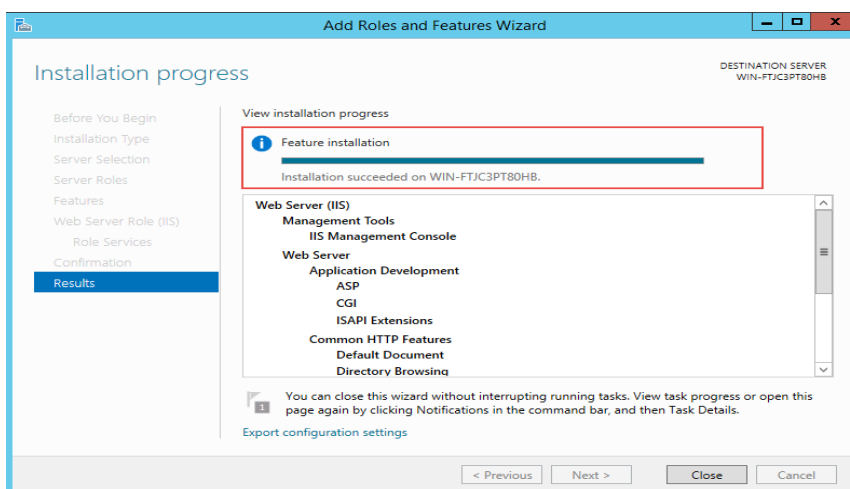 Add Roles and Features Wizard
Installation progress
DESTINATION SERVER
WIN-FTJC3PT80HB
Before You Begin
Installation Type
Server Selection
Server Roles
Features
Web Server Role (IIS)
Role Services
Confirmation
Results
View installation progress
Feature installation
Installation succeeded on WIN-FTJC3PT80HB.
Web Server (IIS)
Management Tools
IIS Management Console
Web Server
Application Development
ASP
CGI
ISAPI Extensions
Common HTTP Features
Default Document
Directory Browsing
1
You can close this wizard without interrupting running tasks. View task progress or open this
page again by clicking Notifications in the command bar, and then Task Details.
Export configuration settings
< Previous
Next >
Close
Cancel